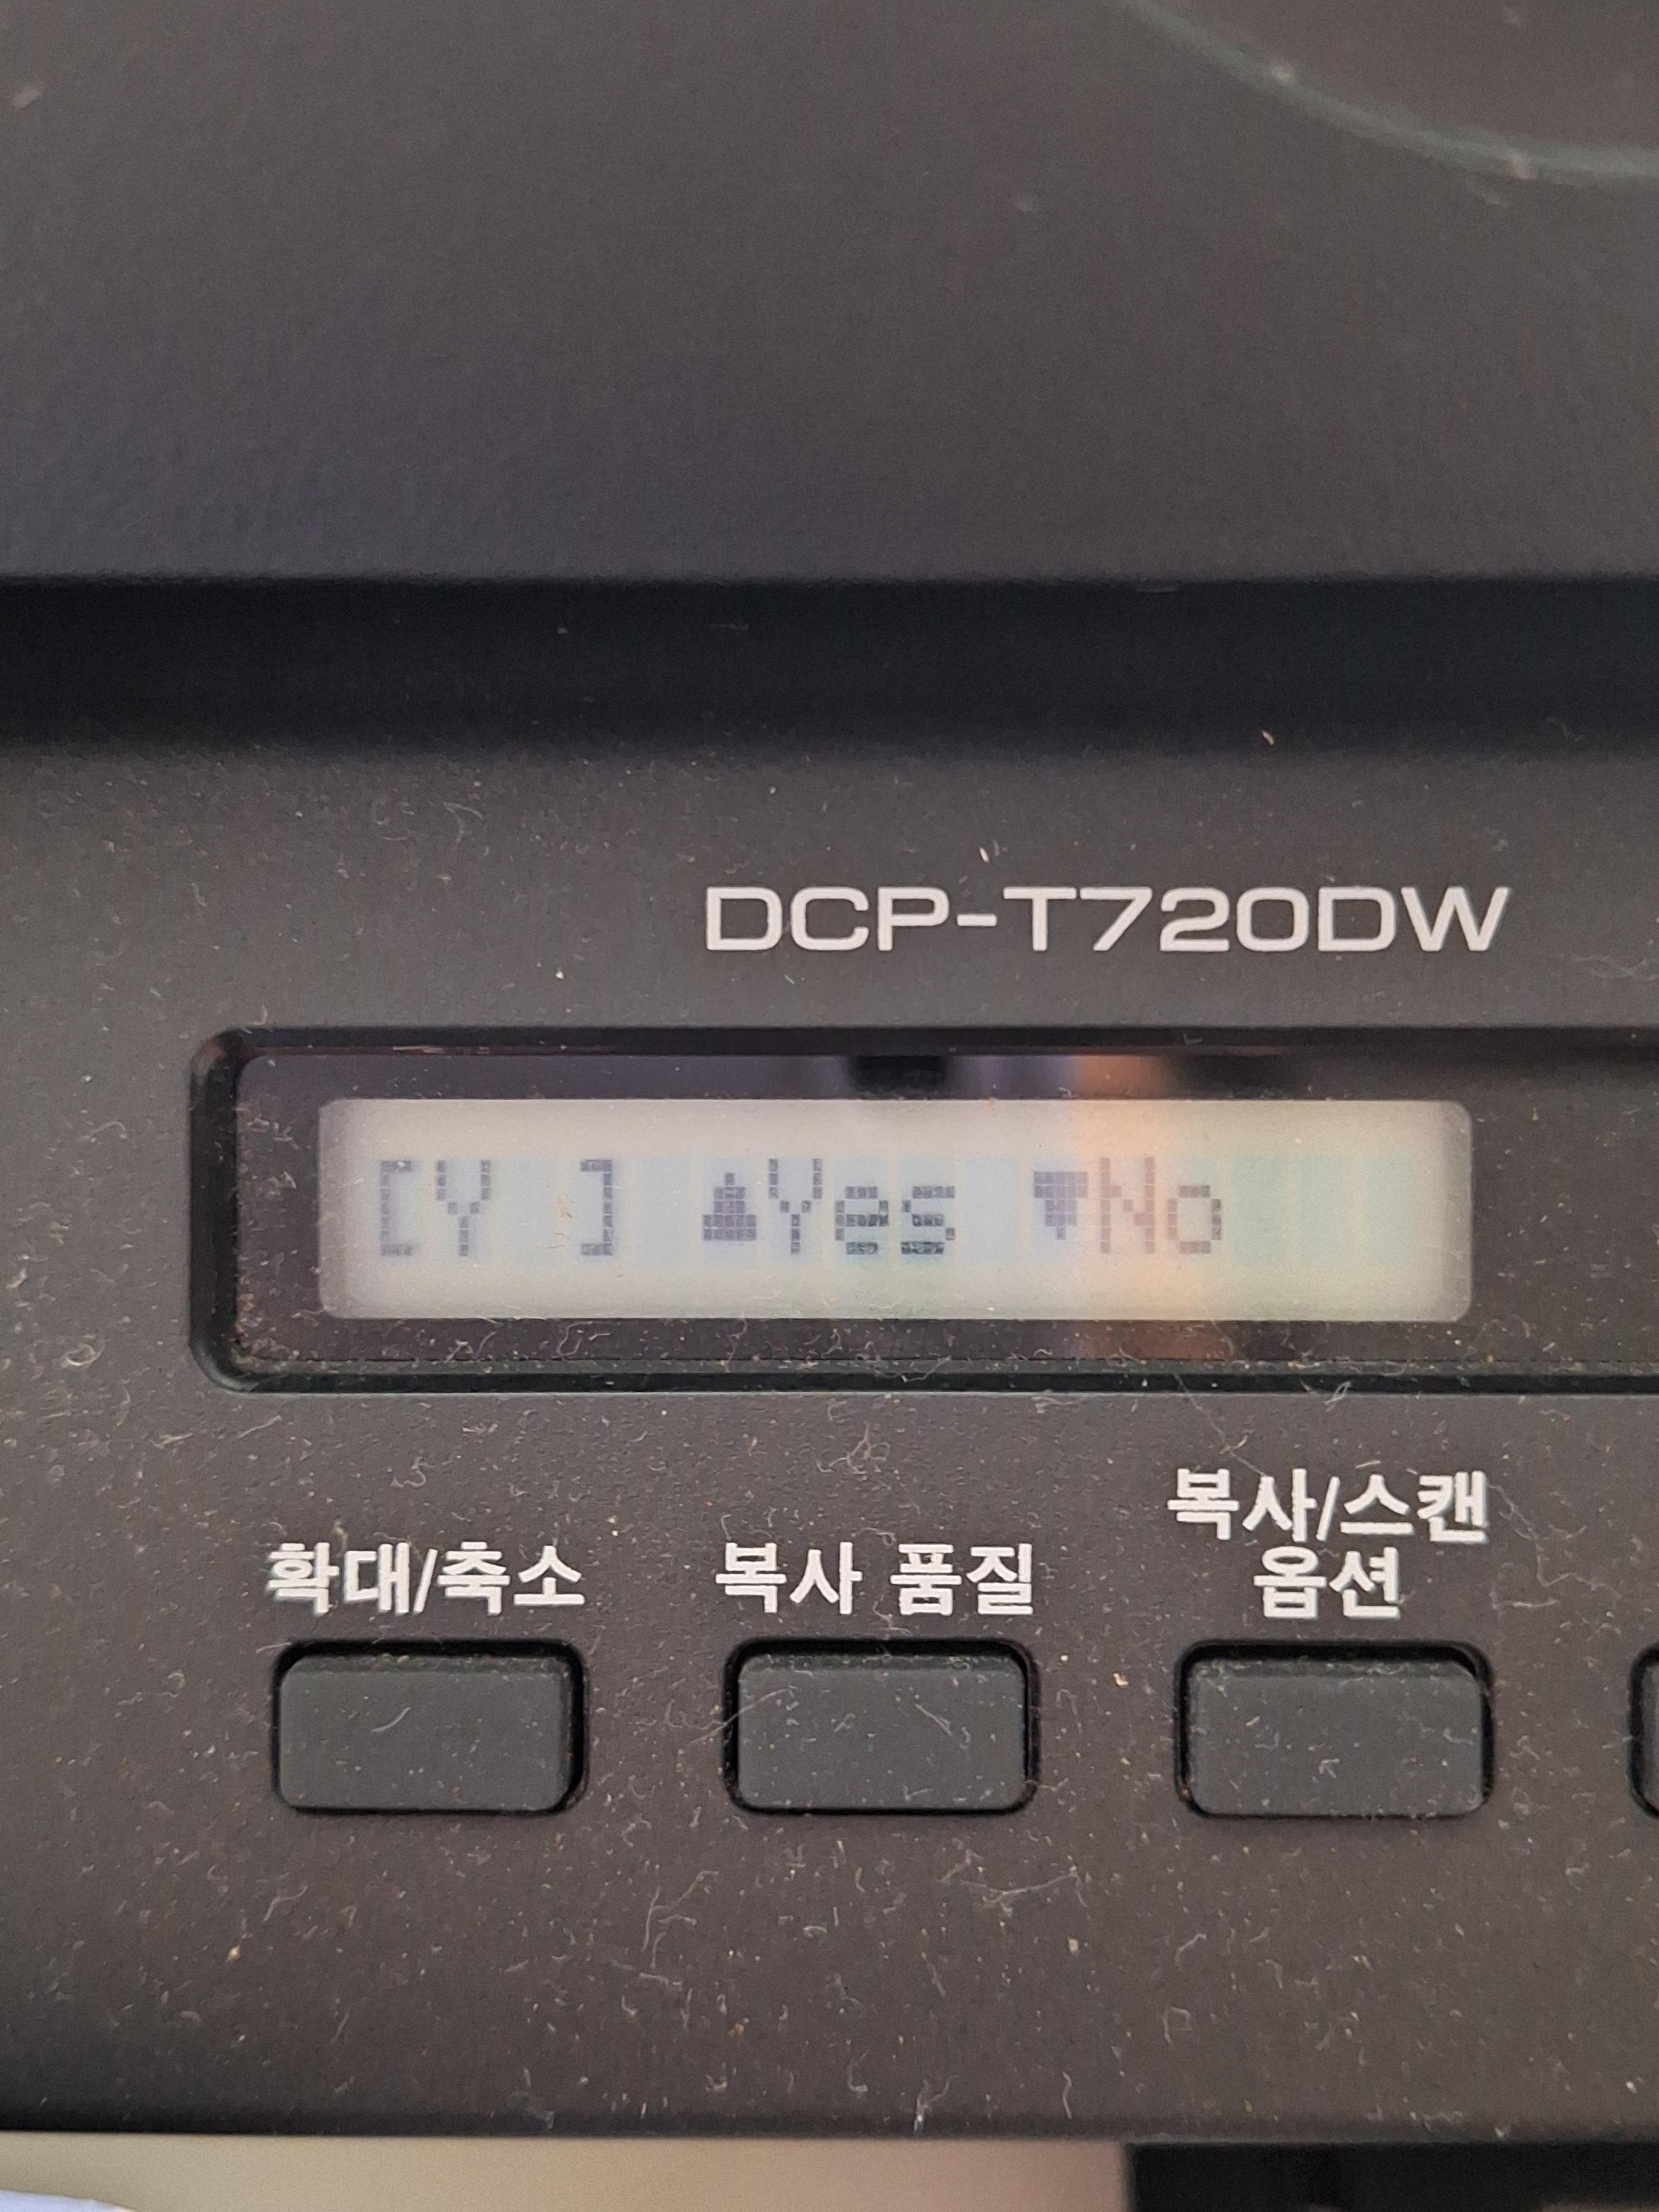 DCP-T720DW
[Y ] ▲Yes ▼No
확대/축소 복사 품질 복사/스캔
옵션